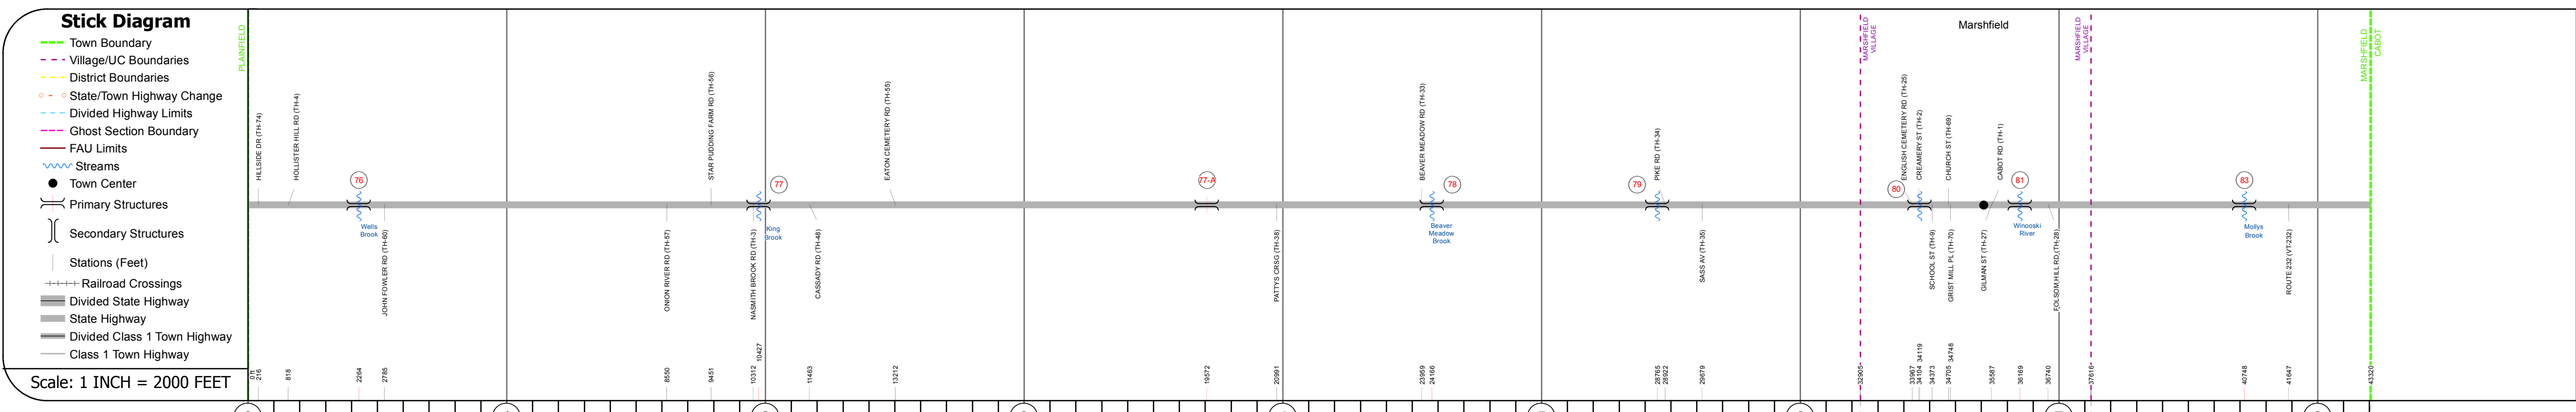 Stick Diagram
Town Boundary
Village/UC Boundaries
District Boundaries
State/Town Highway Change
Divided Highway Limits
Ghost Section Boundary
FAU Limits
Streams
Town Center
Primary Structures
Secondary Structures
Stations (Feet)
Railroad Crossings
Divided State Highway
State Highway
Divided Class 1 Town Highway
Class 1 Town Highway
Scale: 1 INCH = 2000 FEET
PLAINFIELD
MARSHFIELD
VILLAGE
Marshfield
MARSHFIELD
VILLAGE
MARSHFIELD
CABOT
HILLSIDE DR (TH-74)
HOLLISTER HILL RD (TH-4)
STAR PUDDING FARM RD (TH-56)
EATON CEMETERY RD (TH-55)
BEAVER MEADOW RD (TH-33)
PIKE RD (TH-34)
ENGLISH CEMETERY RD (TH-25)
CREAMERY ST (TH-2)
CHURCH ST (TH-69)
CABOT RD (TH-1)
76
77
77-A
78
79
80
81
83
Wells
Brook
King
Brook
Beaver
Meadow
Brook
Winooski
River
Mollys
Brook
JOHN FOWLER RD (TH-60)
ONION RIVER RD (TH-57)
NASMITH BROOK RD (TH-3)
CASSADY RD (TH-48)
PATTYS CRSG (TH-38)
SASS AV (TH-35)
SCHOOL ST (TH-9)
GRIST MILL PL (TH-70)
GILMAN ST (TH-27)
FOLSOM HILL RD (TH-28)
ROUTE 232 (VT-232)
0 ft
216
818
2264
2785
8550
9451
10312
10427
11463
13212
19572
20991
23959
24166
28765
28922
29679
32905
33967
34104
34119
34373
34705
34748
35587
36169
36740
37616
40748
41647
43320